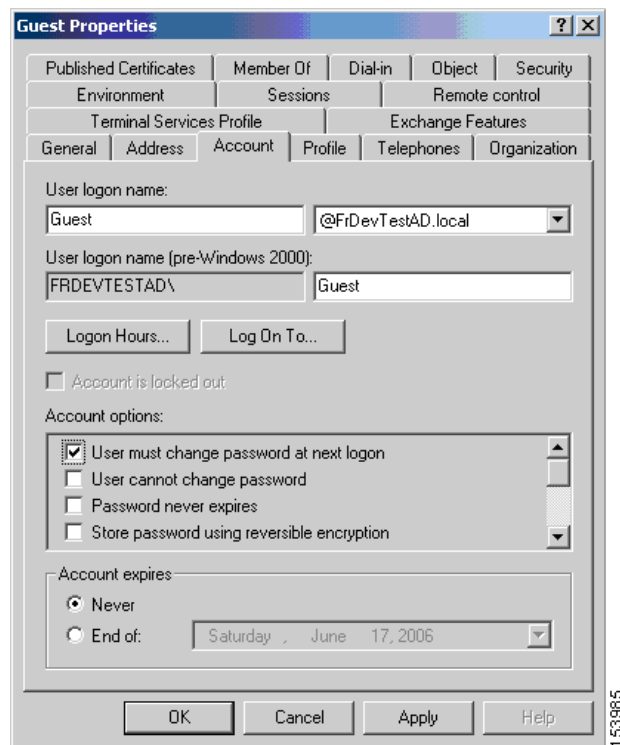 Guest Properties
Published Certificates Member Of Dial-in Object Security
Environment Sessions Remote control
Terminal Services Profile Exchange Features
General Address Account Profile Telephones Organization
User logon name:
Guest @FrDevTestAD.local
User logon name (pre-Windows 2000):
FRDEVTESTAD\ Guest
Logon Hours... Log On To...
Account is locked out
Account options:
User must change password at next logon
User cannot change password
Password never expires
Store password using reversible encryption
Account expires
Never
End of: Saturday , June 17, 2006
OK Cancel Apply Help
153985